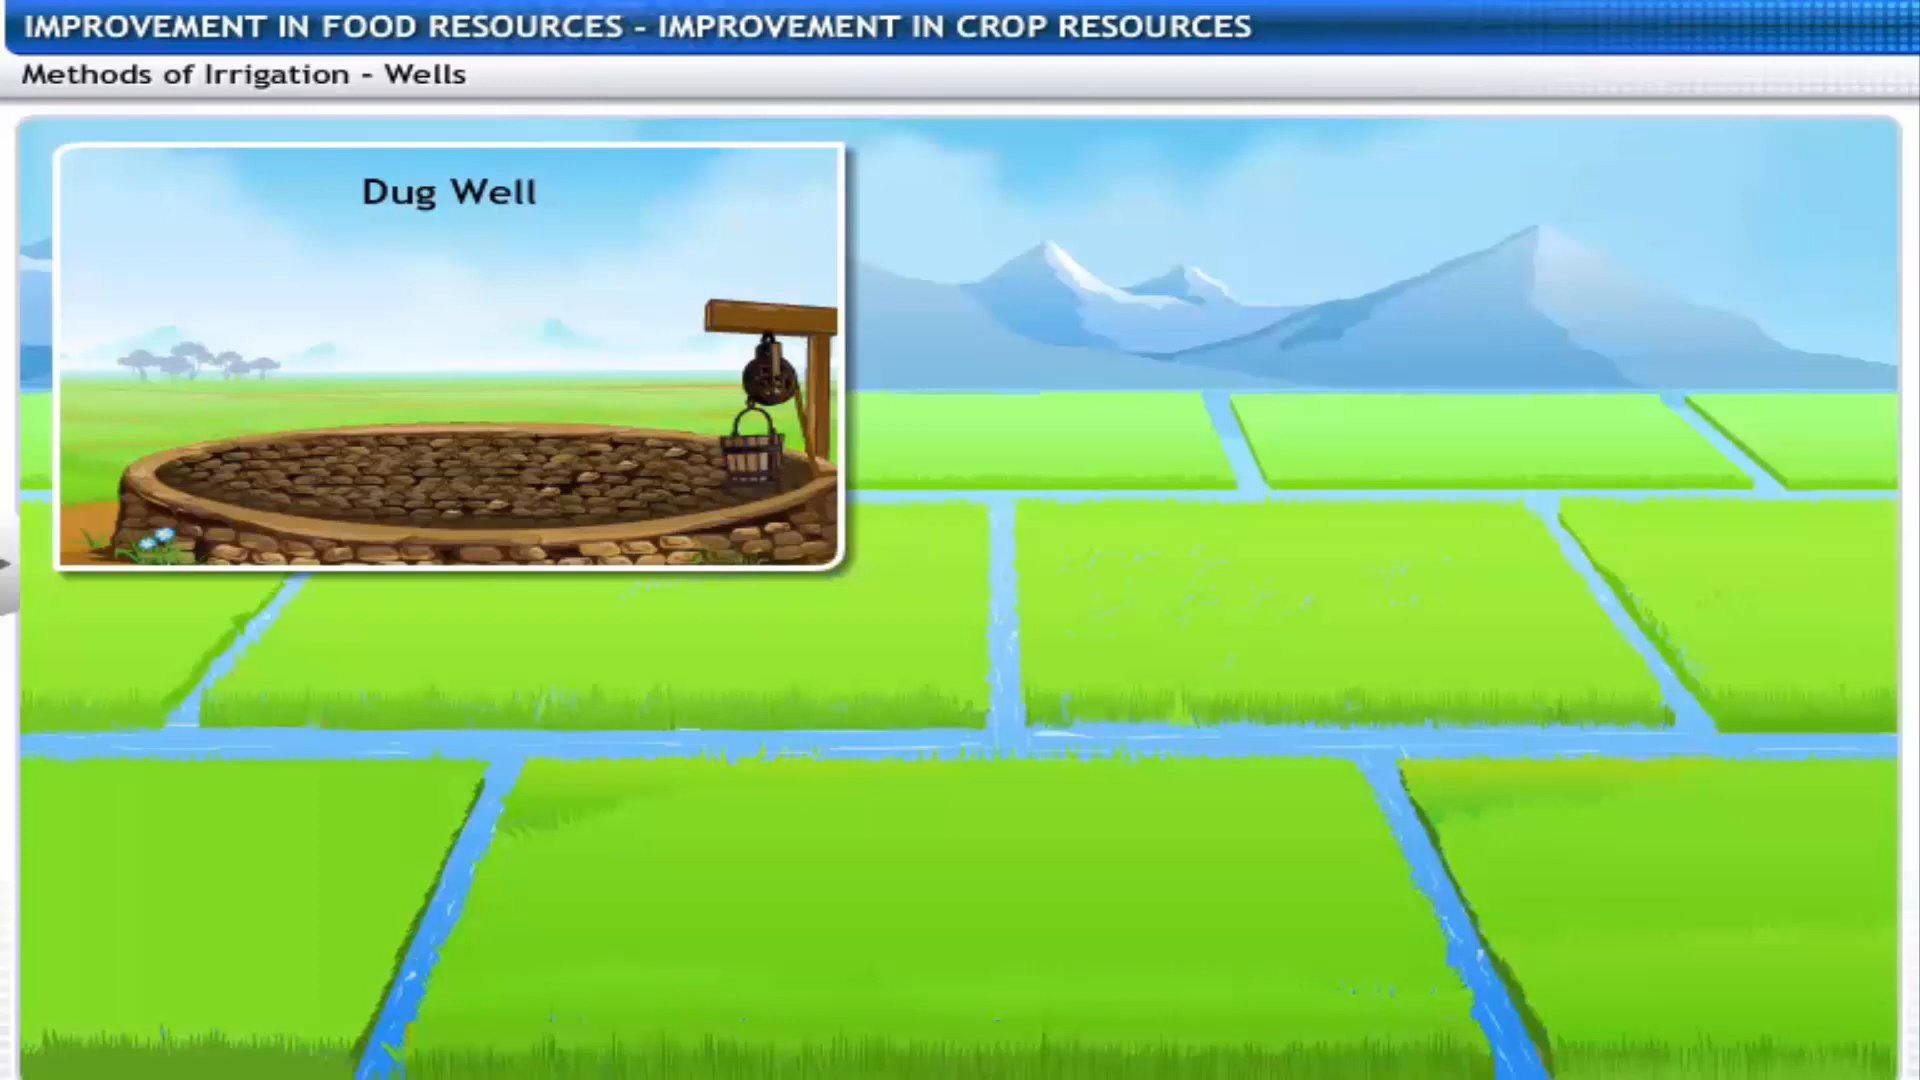 IMPROVEMENT IN FOOD RESOURCES - IMPROVEMENT IN CROP RESOURCES
Methods of Irrigation - Wells
Dug Well